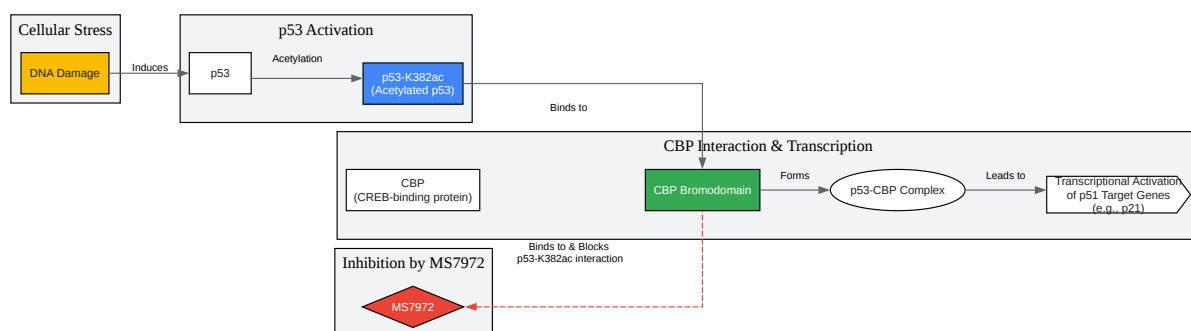 Cellular Stress
DNA Damage
Induces
p53 Activation
p53
Acetylation
p53-K382ac
(Acetylated p53)
Binds to
CBP Interaction & Transcription
CBP
(CREB-binding protein)
CBP Bromodomain
Forms
p53-CBP Complex
Leads to
Transcriptional Activation
of p51 Target Genes
(e.g., p21)
Binds to & Blocks
p53-K382ac interaction
Inhibition by MS7972
MS7972